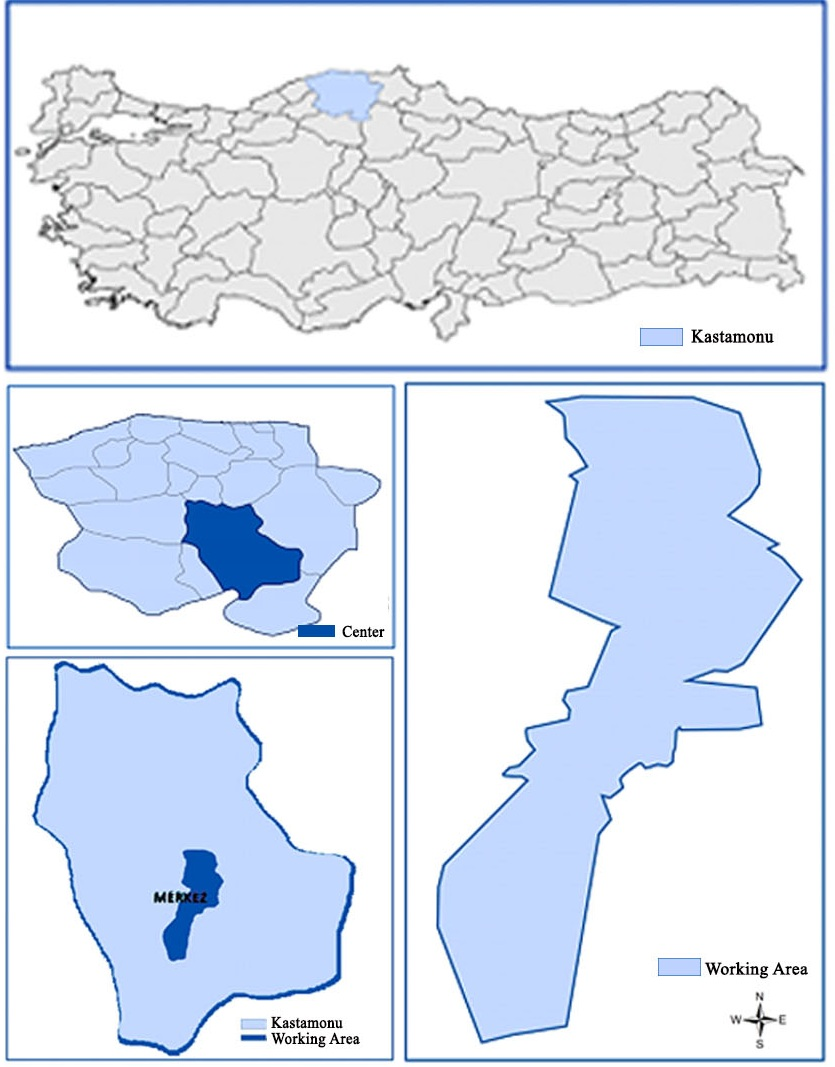 Kastamonu
Center
MERKEZ
Kastamonu
Working Area
Working Area
N
W E
S